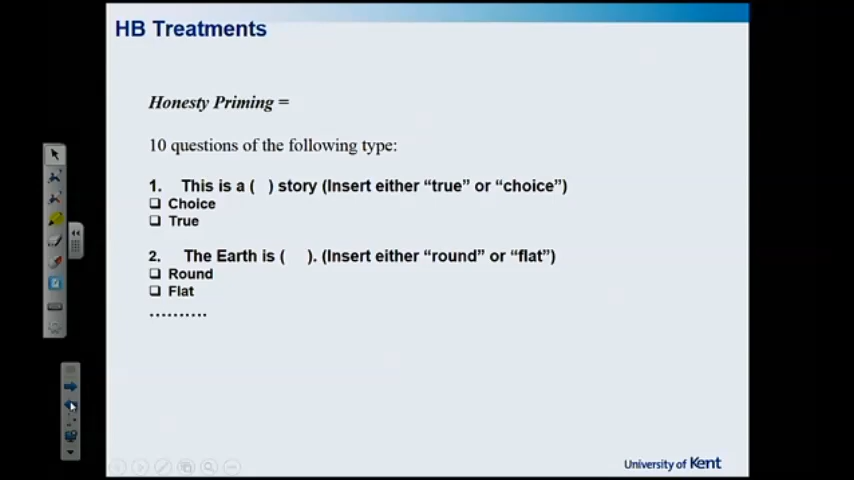 HB Treatments
Honesty Priming =
10 questions of the following type:
1. This is a ( ) story (Insert either “true” or “choice”)
❑ Choice
❑ True
2. The Earth is ( ). (Insert either “round” or “flat”)
❑ Round
❑ Flat
..........
University of Kent